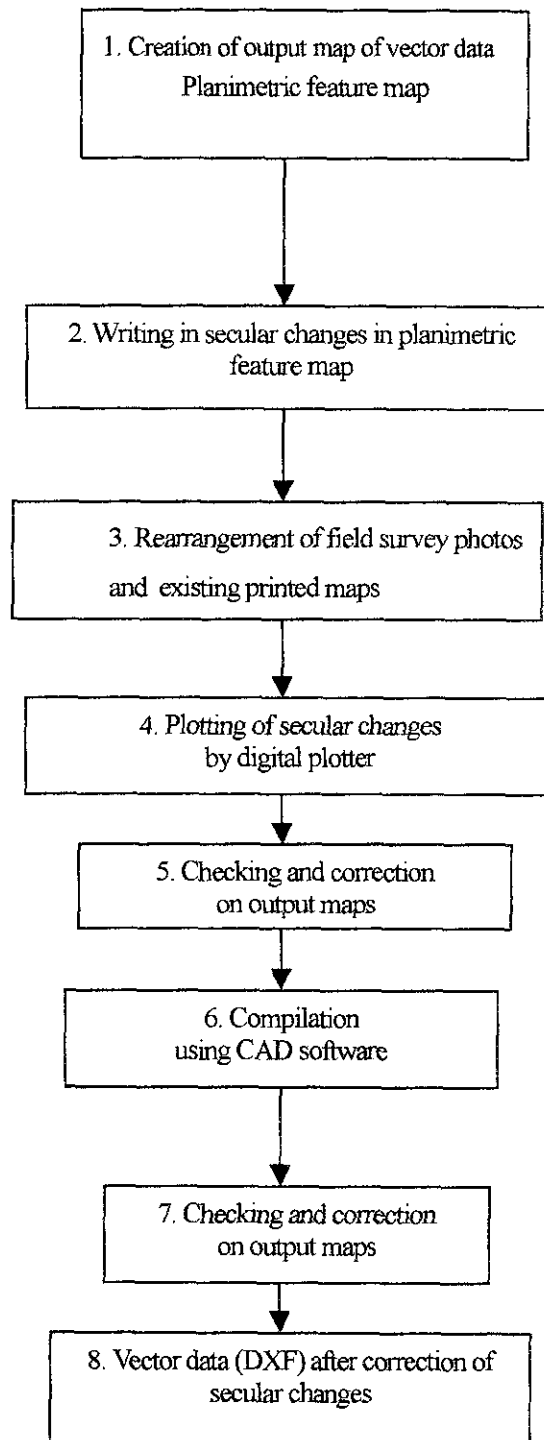 1. Creation of output map of vector data
Planimetric feature map
2. Writing in secular changes in planimetric
feature map
3. Rearrangement of field survey photos
and existing printed maps
4. Plotting of secular changes
by digital plotter
5. Checking and correction
on output maps
6. Compilation
using CAD software
7. Checking and correction
on output maps
8. Vector data (DXF) after correction of
secular changes